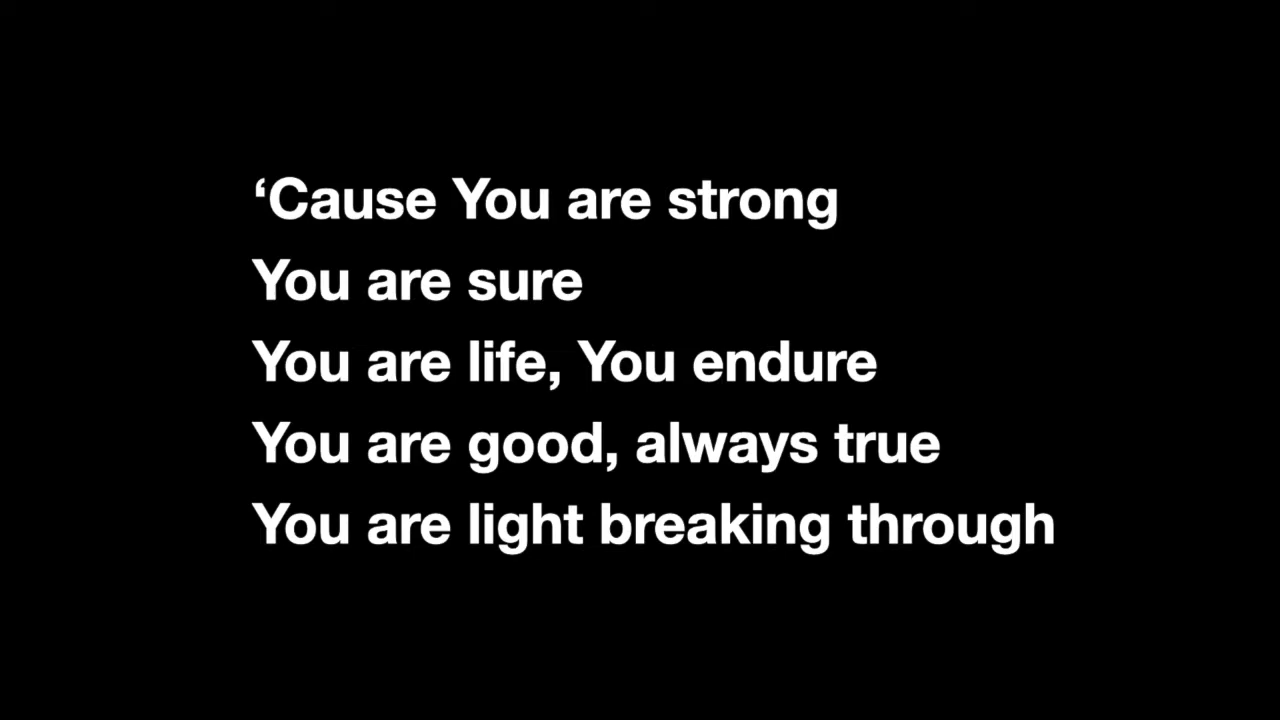 ‘Cause You are strong
You are sure
You are life, You endure
You are good, always true
You are light breaking through